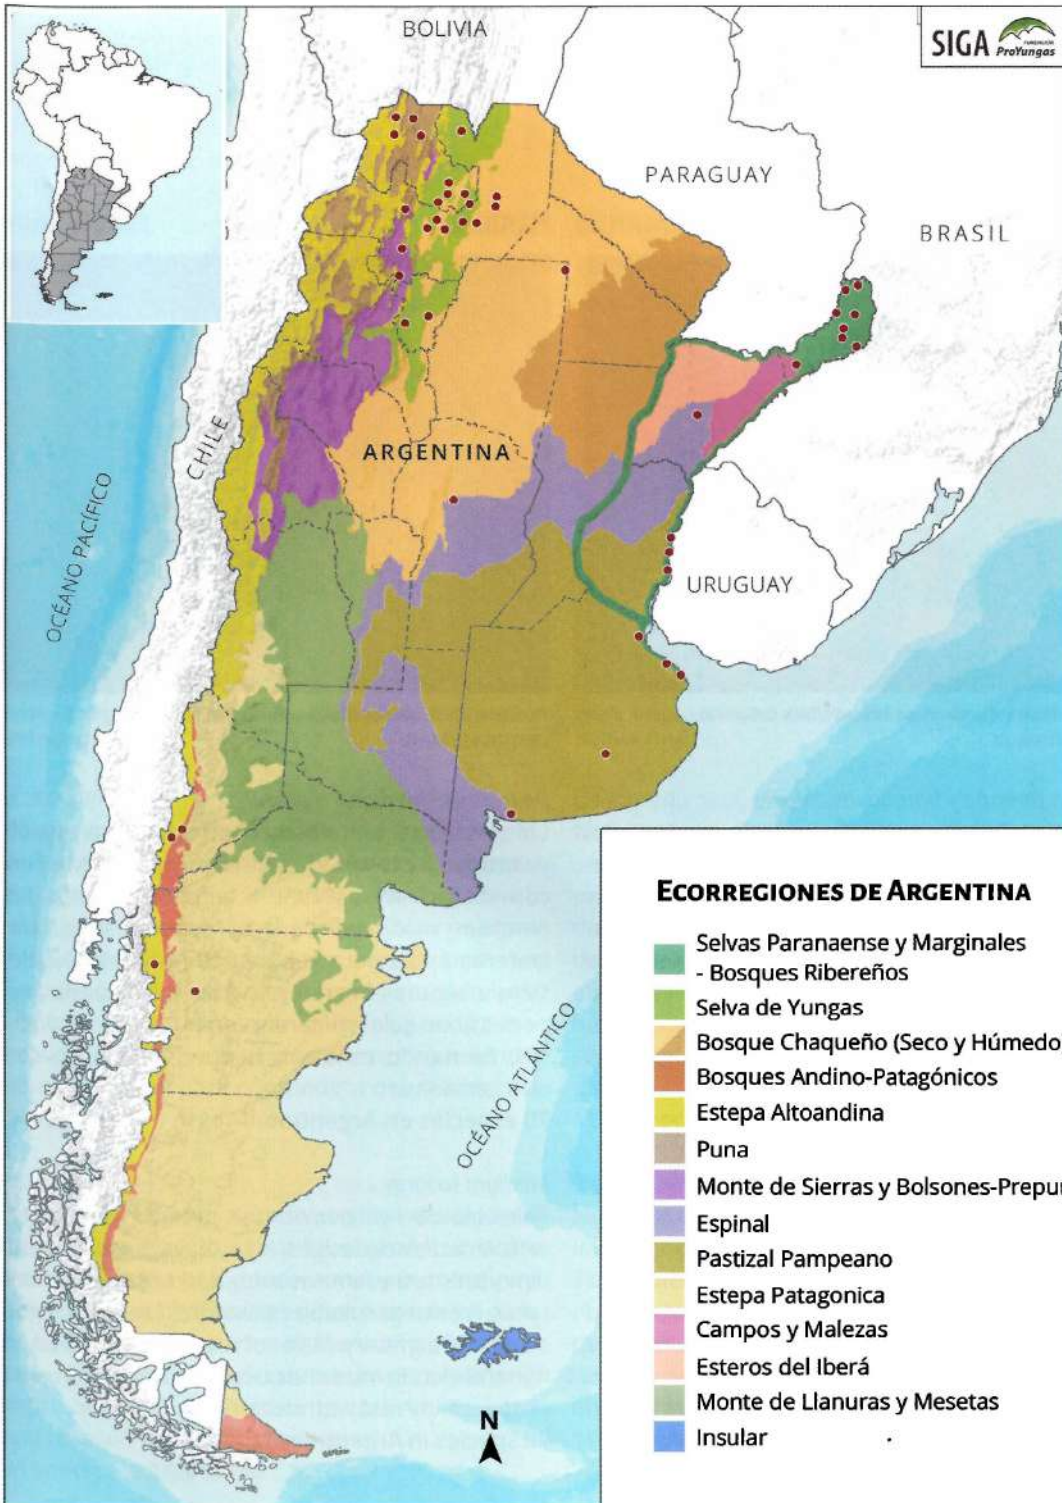 BOLIVIA
SIGA
FUNDACIÓN
ProYungas
PARAGUAY
BRASIL
CHILE
ARGENTINA
OCÉANO PACÍFICO
URUGUAY
OCÉANO ATLÁNTICO
N
ECORREGIONES DE ARGENTINA
Selvas Paranaense y Marginales
- Bosques Ribereños
Selva de Yungas
Bosque Chaqueño (Seco y Húmedo
Bosques Andino-Patagónicos
Estepa Altoandina
Puna
Monte de Sierras y Bolsones-Prepun
Espinal
Pastizal Pampeano
Estepa Patagonica
Campos y Malezas
Esteros del Iberá
Monte de Llanuras y Mesetas
Insular